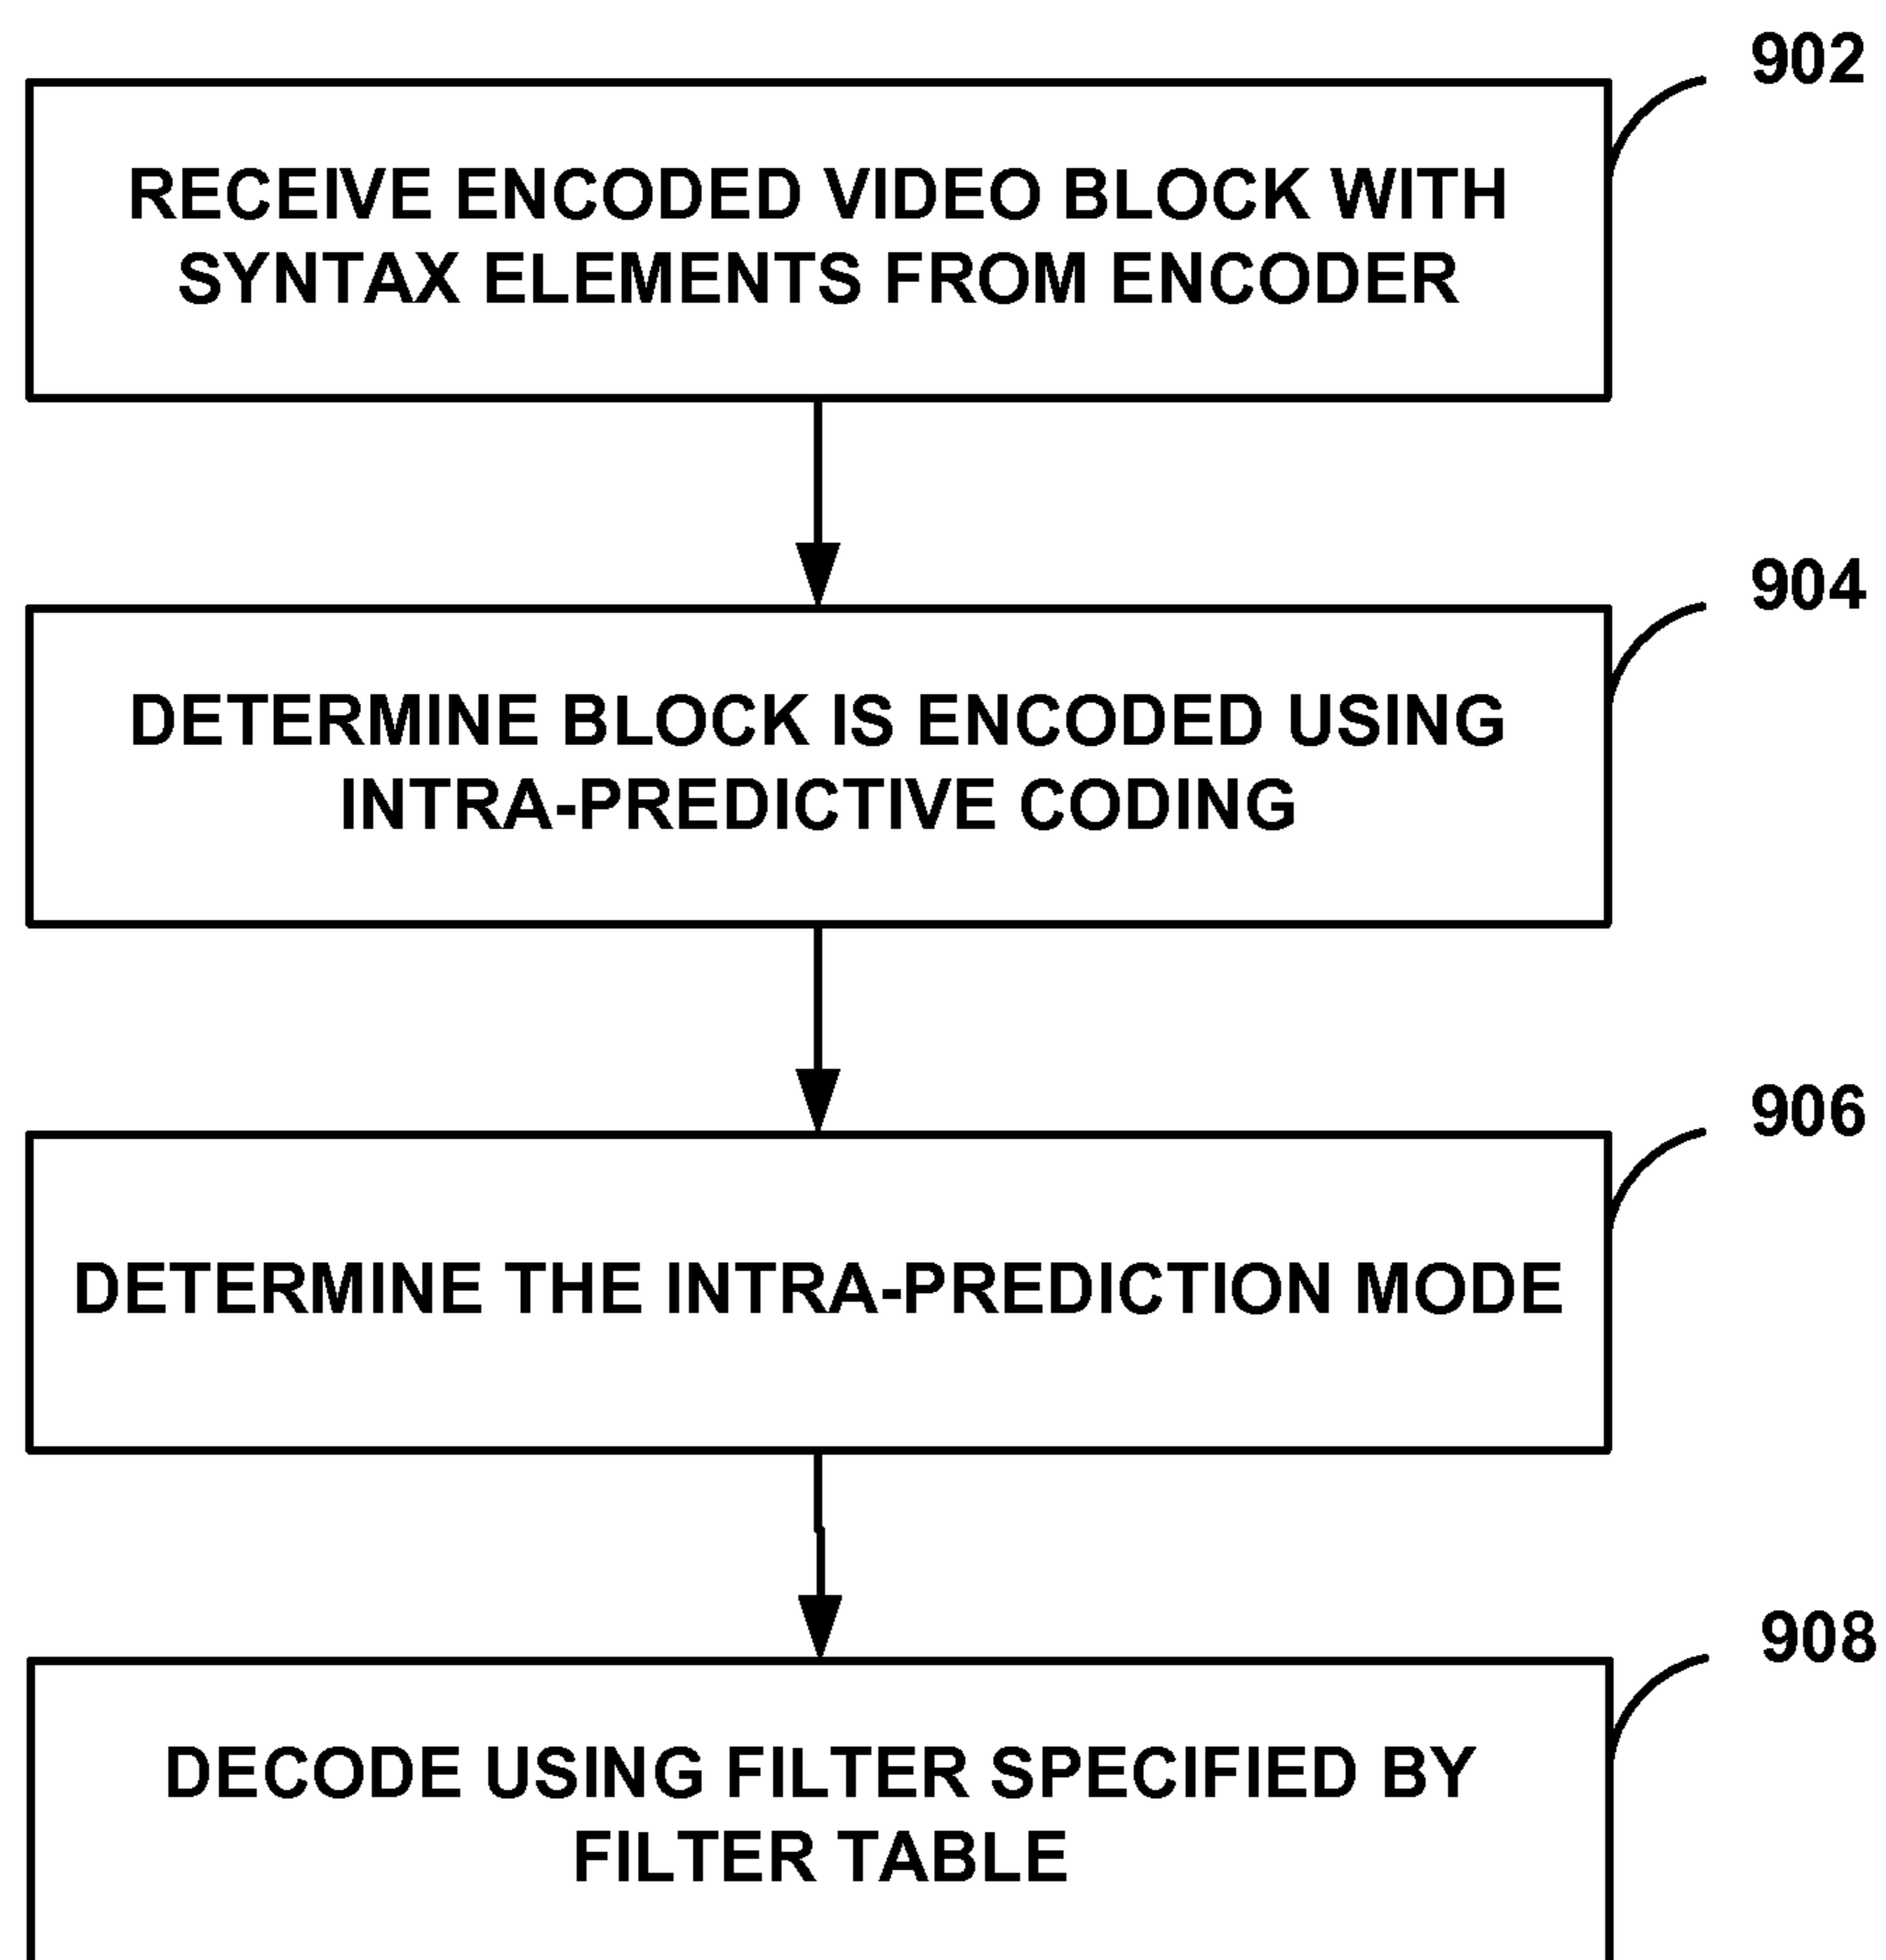 902
RECEIVE ENCODED VIDEO BLOCK WITH
SYNTAX ELEMENTS FROM ENCODER
904
DETERMINE BLOCK IS ENCODED USING
INTRA-PREDICTIVE CODING
906
DETERMINE THE INTRA-PREDICTION MODE
908
DECODE USING FILTER SPECIFIED BY
FILTER TABLE